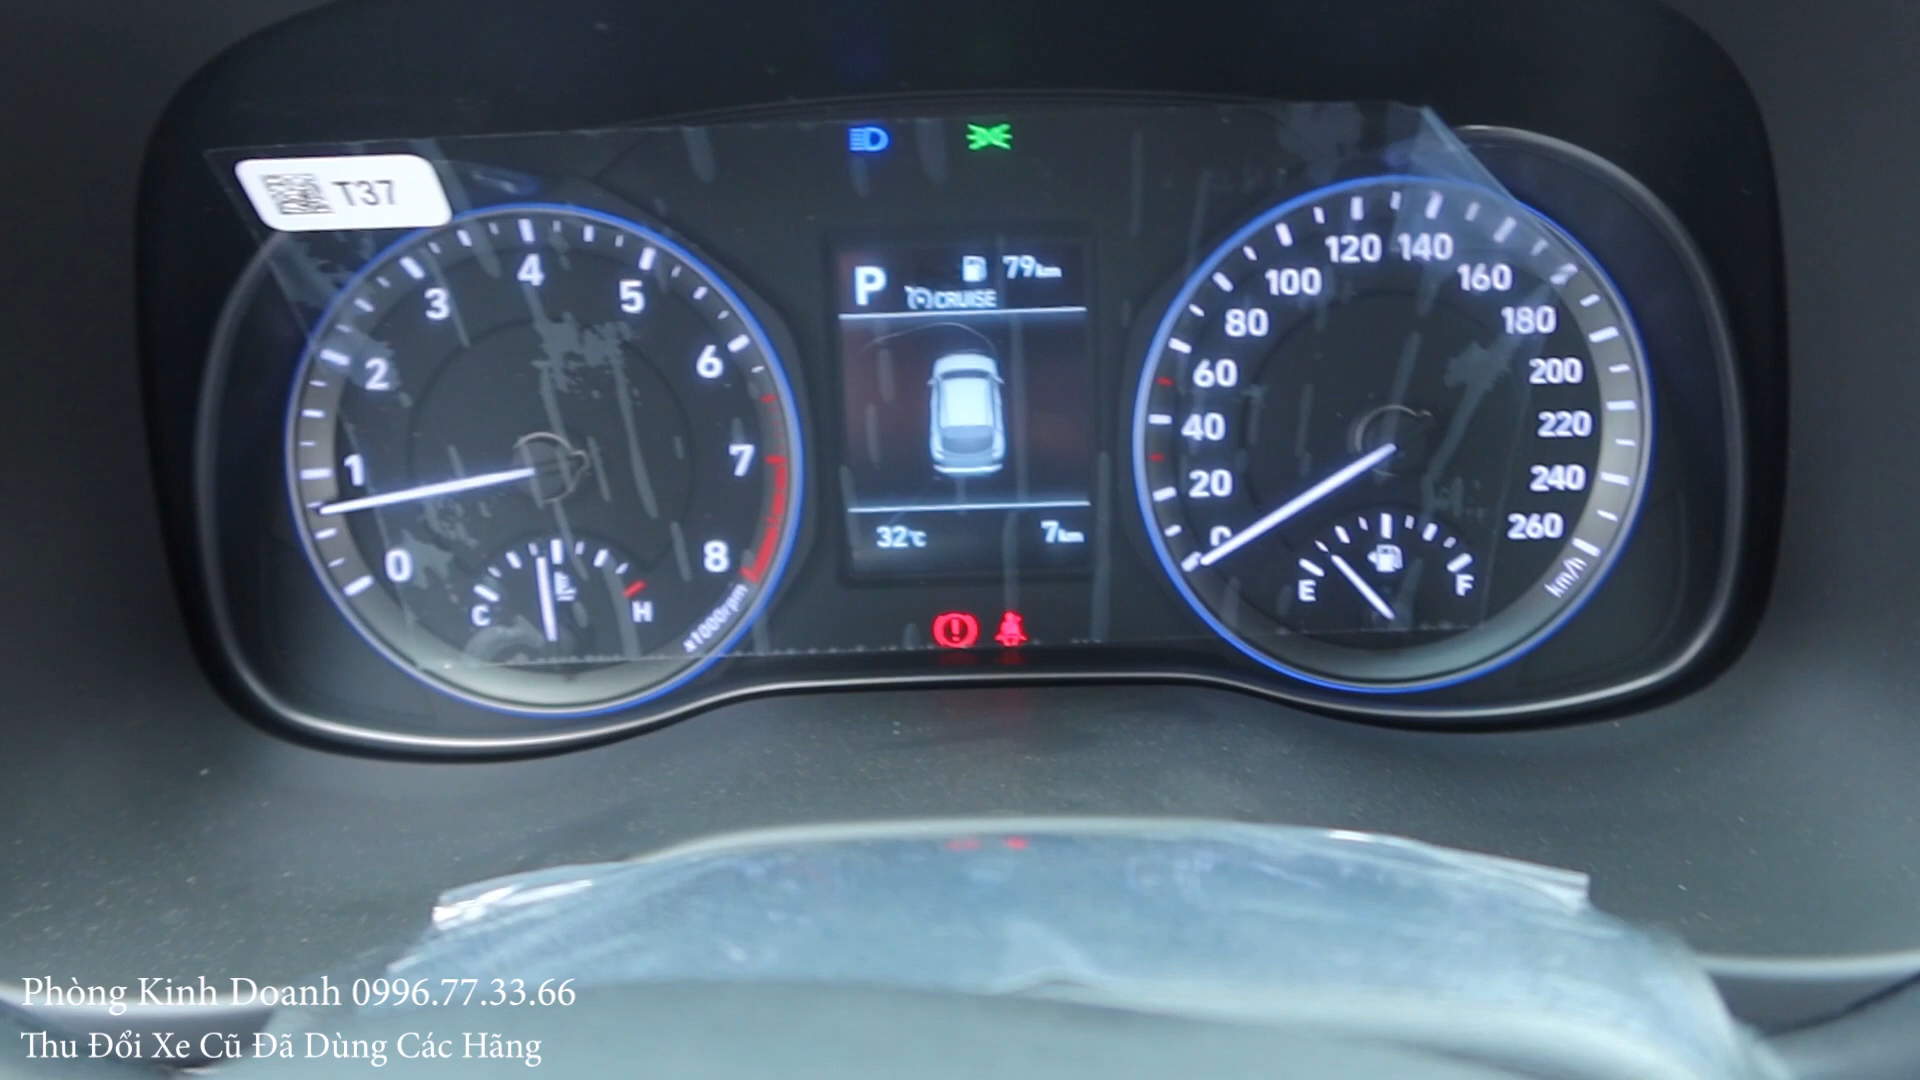 T37
4
3
5
2
6
1
7
0
8
C
H
x1000rpm
P
79km
CRUISE
32°C
7km
120
140
100
160
80
180
60
200
40
220
20
240
0
260
km/h
E
F
Phòng Kinh Doanh 0996.77.33.66
Thu Đổi Xe Cũ Đã Dùng Các Hãng